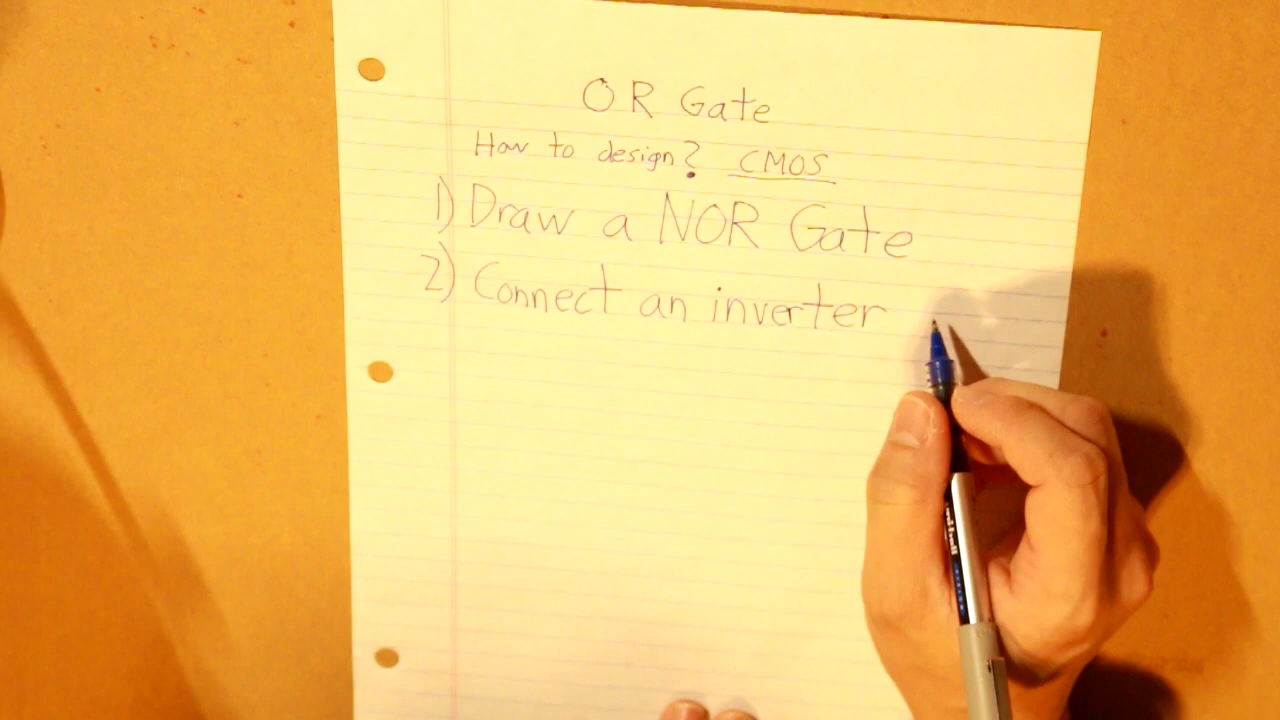 OR Gate
How to design? CMOS
1) Draw a NOR Gate
2) Connect an inverter